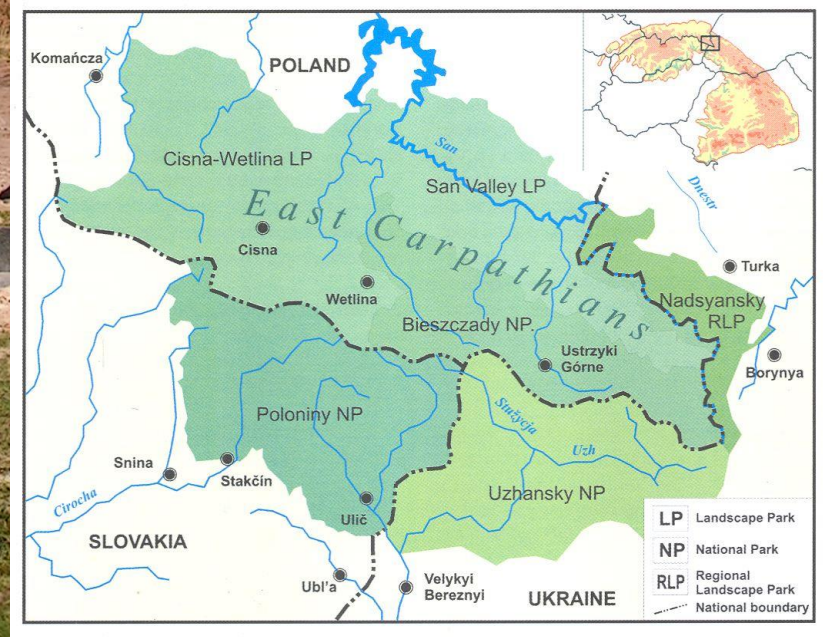 Komańcza
POLAND
San
Cisna-Wetlina LP
San Valley LP
Dnestr
East Carpathians
Cisna
Turka
Wetlina
Nadsyansky
RLP
Bieszczady NP.
Ustrzyki
Górne
Borynya
Poloniny NP
Stužycja
Uzh
Snina
Stakčín
Cirocha
Ulič
Uzhansky NP
SLOVAKIA
Ubl'a
Velykyi
Bereznyi
UKRAINE
LP Landscape Park
NP National Park
RLP Regional
Landscape Park
National boundary